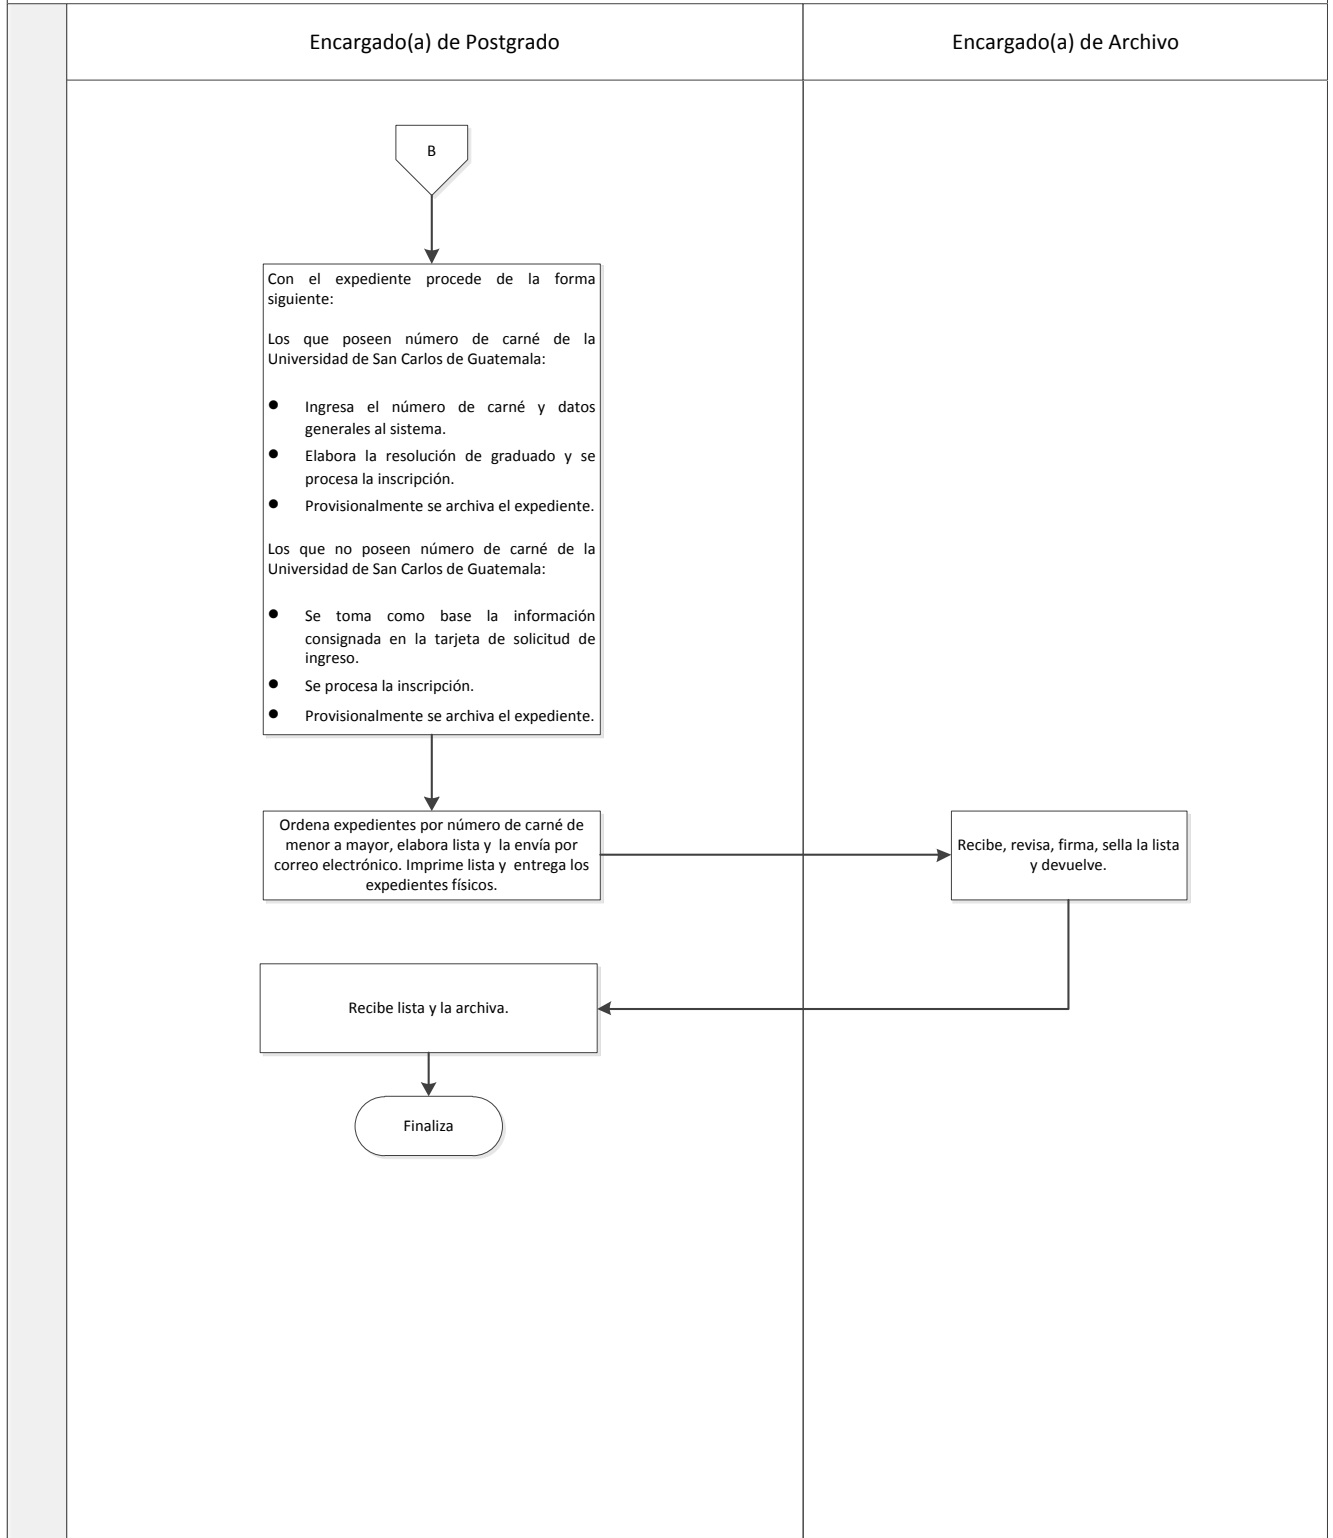 Encargado(a) de Postgrado
Encargado(a) de Archivo
B
Con el expediente procede de la forma
siguiente:
Los que poseen número de carné de la
Universidad de San Carlos de Guatemala:
● Ingresa el número de carné y datos
generales al sistema.
● Elabora la resolución de graduado y se
procesa la inscripción.
● Provisionalmente se archiva el expediente.
Los que no poseen número de carné de la
Universidad de San Carlos de Guatemala:
● Se toma como base la información
consignada en la tarjeta de solicitud de
ingreso.
● Se procesa la inscripción.
● Provisionalmente se archiva el expediente.
Ordena expedientes por número de carné de
menor a mayor, elabora lista y la envía por
correo electrónico. Imprime lista y entrega los
expedientes físicos.
Recibe, revisa, firma, sella la lista
y devuelve.
Recibe lista y la archiva.
Finaliza